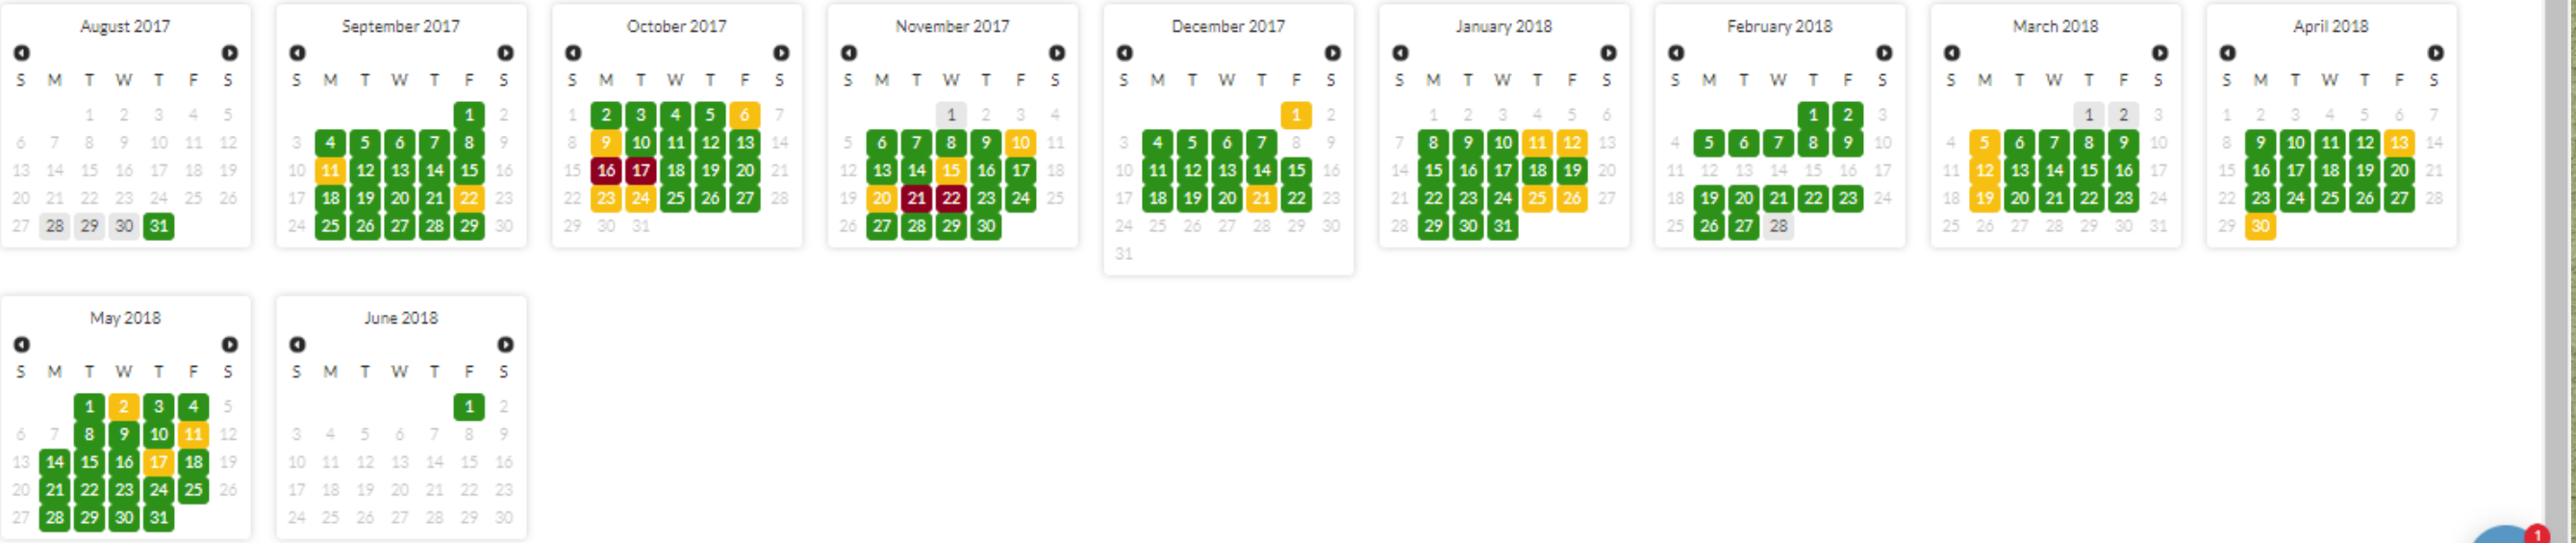 August 2017
S M T W T F S
1 2 3 4 5
6 7 8 9 10 11 12
13 14 15 16 17 18 19
20 21 22 23 24 25 26
27 28 29 30 31
September 2017
S M T W T F S
1 2
3 4 5 6 7 8 9
10 11 12 13 14 15 16
17 18 19 20 21 22 23
24 25 26 27 28 29 30
October 2017
S M T W T F S
1 2 3 4 5 6 7
8 9 10 11 12 13 14
15 16 17 18 19 20 21
22 23 24 25 26 27 28
29 30 31
November 2017
S M T W T F S
1 2 3 4
5 6 7 8 9 10 11
12 13 14 15 16 17 18
19 20 21 22 23 24 25
26 27 28 29 30
December 2017
S M T W T F S
1 2
3 4 5 6 7 8 9
10 11 12 13 14 15 16
17 18 19 20 21 22 23
24 25 26 27 28 29 30
31
January 2018
S M T W T F S
1 2 3 4 5 6
7 8 9 10 11 12 13
14 15 16 17 18 19 20
21 22 23 24 25 26 27
28 29 30 31
February 2018
S M T W T F S
1 2 3
4 5 6 7 8 9 10
11 12 13 14 15 16 17
18 19 20 21 22 23 24
25 26 27 28
March 2018
S M T W T F S
1 2 3
4 5 6 7 8 9 10
11 12 13 14 15 16 17
18 19 20 21 22 23 24
25 26 27 28 29 30 31
April 2018
S M T W T F S
1 2 3 4 5 6 7
8 9 10 11 12 13 14
15 16 17 18 19 20 21
22 23 24 25 26 27 28
29 30
May 2018
S M T W T F S
1 2 3 4 5
6 7 8 9 10 11 12
13 14 15 16 17 18 19
20 21 22 23 24 25 26
27 28 29 30 31
June 2018
S M T W T F S
1 2
3 4 5 6 7 8 9
10 11 12 13 14 15 16
17 18 19 20 21 22 23
24 25 26 27 28 29 30
1